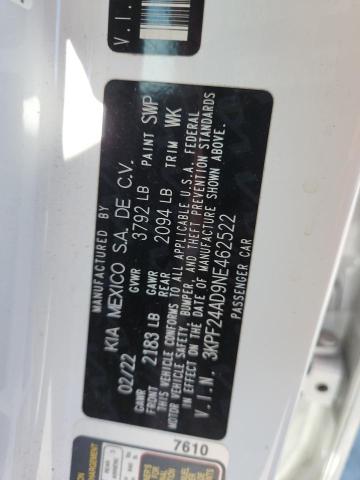 V.I.
MANUFACTURED BY
KIA MEXICO S.A. DE C.V.
02/22 GVWR 3792 LB PAINT SWP
GAWR FRONT 2183 LB GAWR REAR 2094 LB TRIM WK
THIS VEHICLE CONFORMS TO ALL APPLICABLE U.S.A. FEDERAL
MOTOR VEHICLE SAFETY, BUMPER, AND THEFT PREVENTION STANDARDS
IN EFFECT ON THE DATE OF MANUFACTURE SHOWN ABOVE.
V.I.N. 3KPF24AD9NE462522
PASSENGER CAR
7610